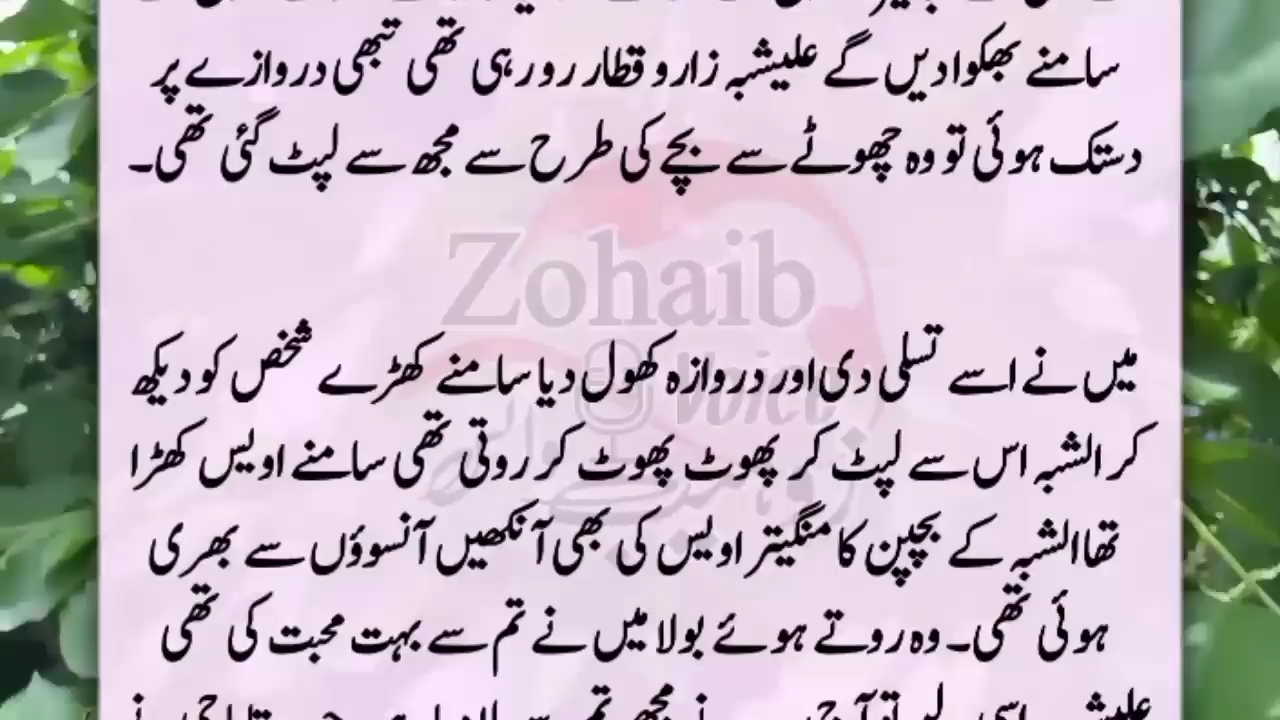 سامنے بھکوا دیں گے علیشبہ زار و قطار رو رہی تھی تبھی دروازے پر
دستک ہوئی تو وہ چھوٹے سے بچے کی طرح سے مجھ سے لپٹ گئی تھی۔
Zohaib
Voice
میں نے اسے تسلی دی اور دروازہ کھول دیا سامنے کھڑے شخص کو دیکھ
کر الشبہ اس سے لپٹ کر پھوٹ پھوٹ کر روتی تھی سامنے اویس کھڑا
تھا الشبہ کے بچپن کا منگیتر اویس کی بھی آنکھیں آنسوؤں سے بھری
ہوئی تھی۔ وہ روتے ہوئے بولا میں نے تم سے بہت محبت کی تھی